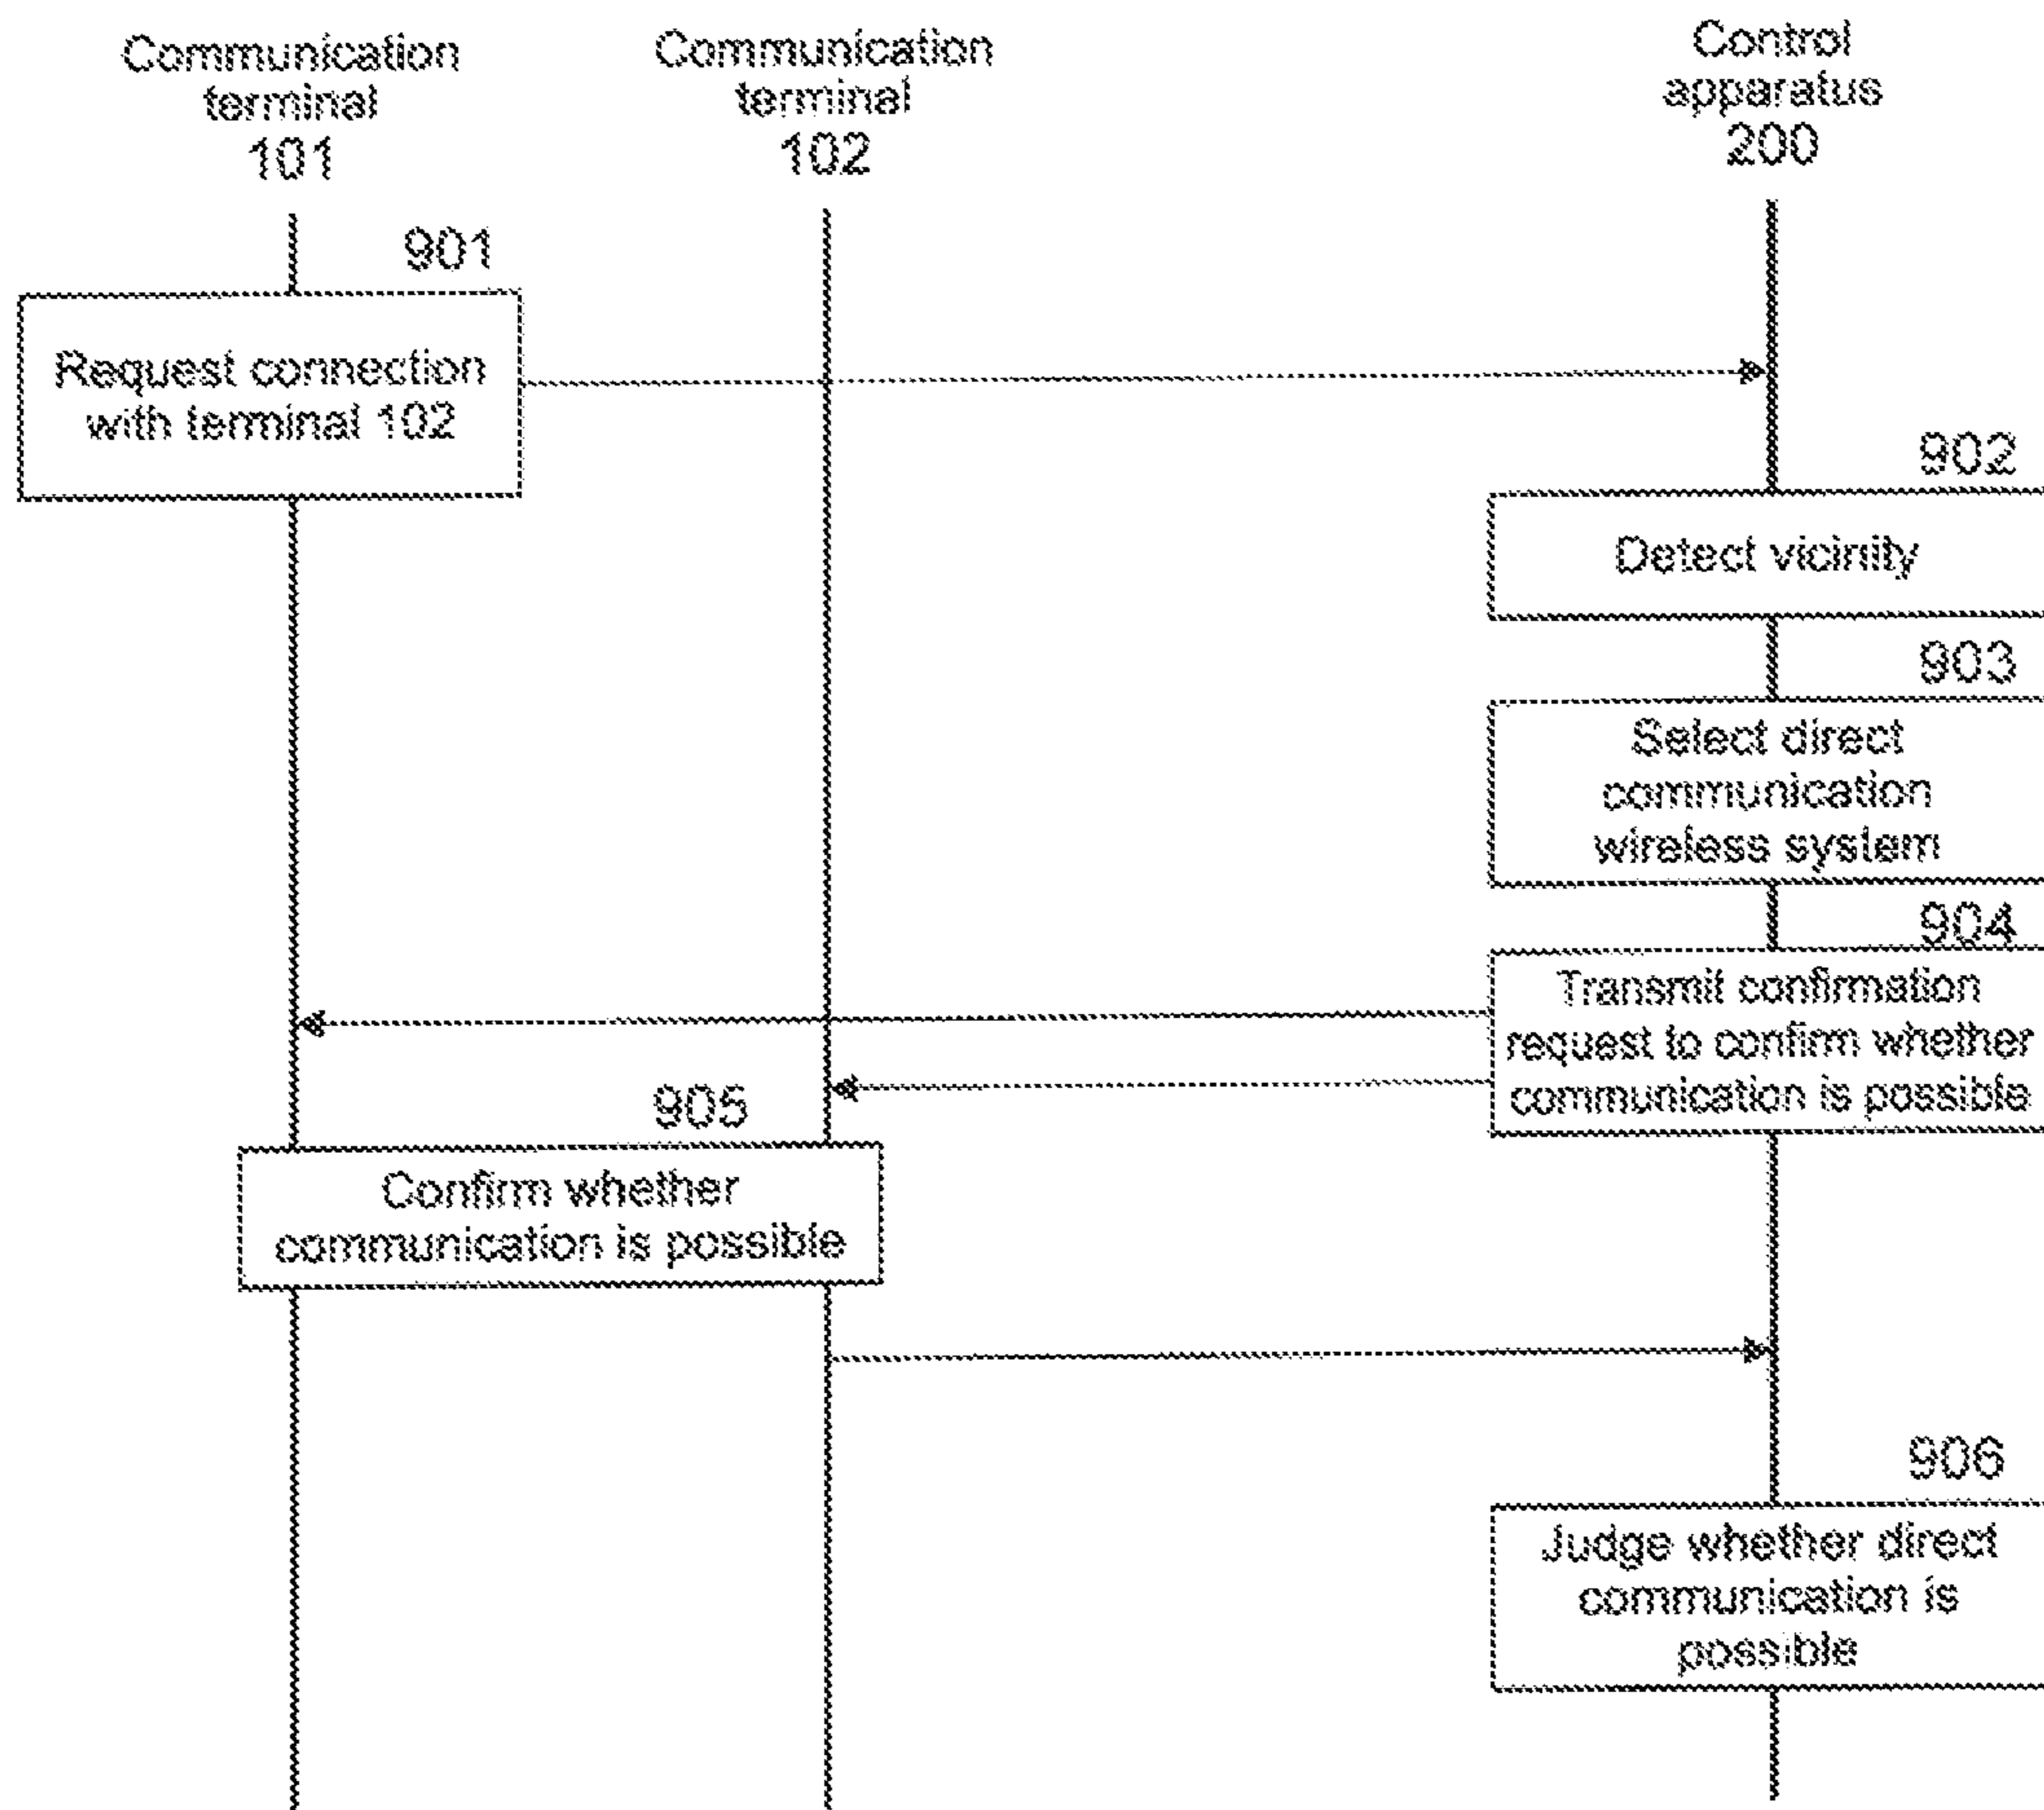 Communication
terminal
101
Communication
terminal
102
Control
apparatus
200
901
Request connection
with terminal 102
902
Detect vicinity
903
Select direct
communication
wireless system
904
Transmit confirmation
request to confirm whether
communication is possible
905
Confirm whether
communication is possible
906
Judge whether direct
communication is
possible